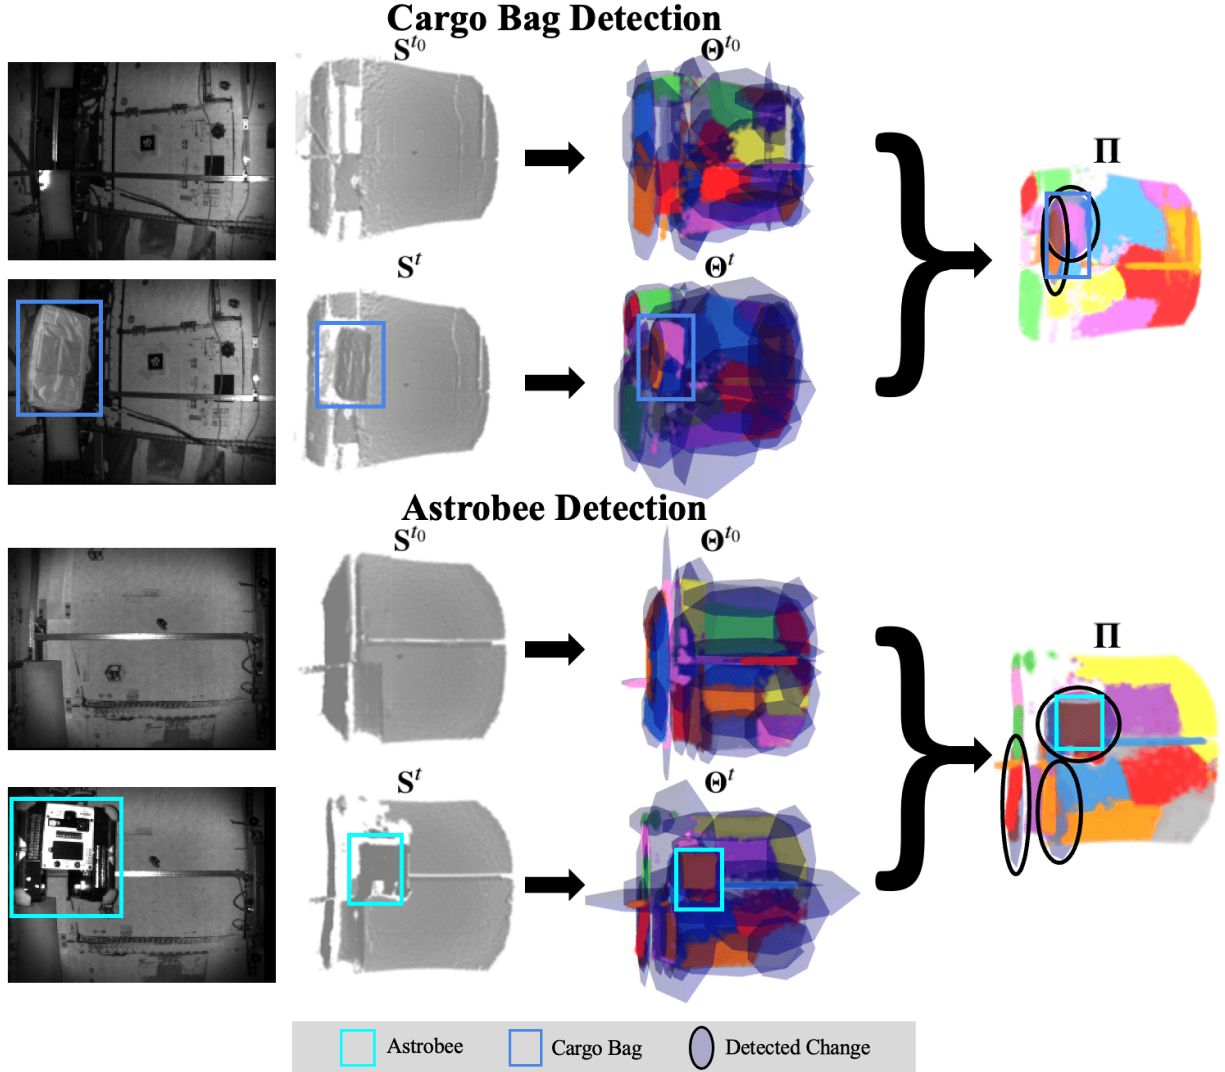 Cargo Bag Detection
S^{t_0}
Θ^{t_0}
Π
S^t
Θ^t
Astrobee Detection
S^{t_0}
Θ^{t_0}
Π
S^t
Θ^t
Astrobee
Cargo Bag
Detected Change